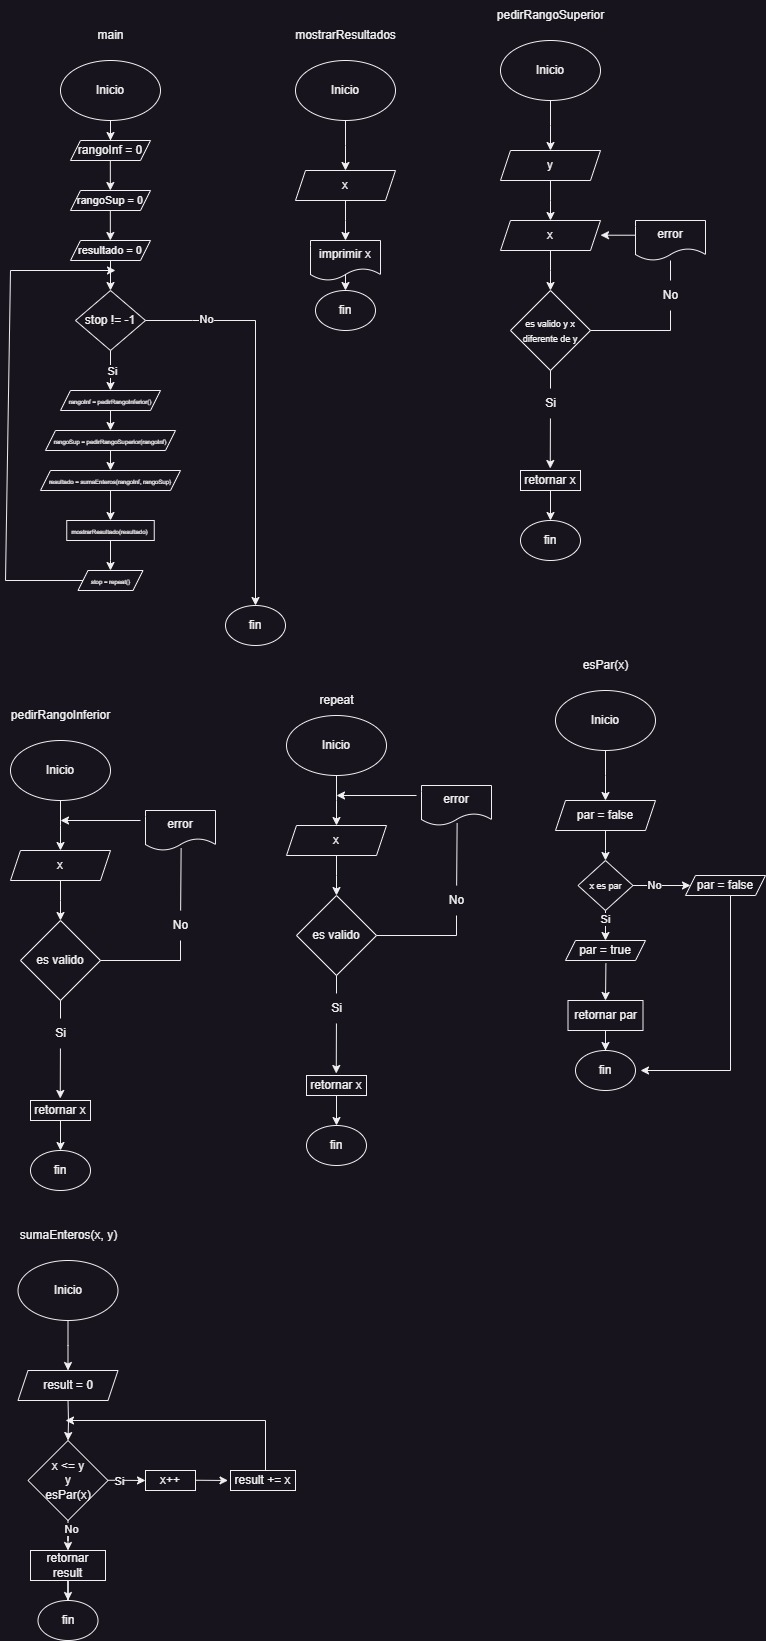 main
Inicio
rangoInf = 0
rangoSup = 0
resultado = 0
stop != -1
No
Si
rangoInf = pedirRangoInferior()
rangoSup = pedirRangoSuperior(rangoInf)
resultado = sumaEnteros(rangoInf, rangoSup)
mostrarResultado(resultado)
stop = repeat()
fin
mostrarResultados
Inicio
x
imprimir x
fin
pedirRangoSuperior
Inicio
y
x
error
No
es valido y x
diferente de y
Si
retornar x
fin
pedirRangoInferior
Inicio
error
x
No
es valido
Si
retornar x
fin
repeat
Inicio
error
x
No
es valido
Si
retornar x
fin
esPar(x)
Inicio
par = false
x es par
No
par = false
Si
par = true
retornar par
fin
sumaEnteros(x, y)
Inicio
result = 0
x <= y
y
esPar(x)
Si
x++
result += x
No
retornar
result
fin